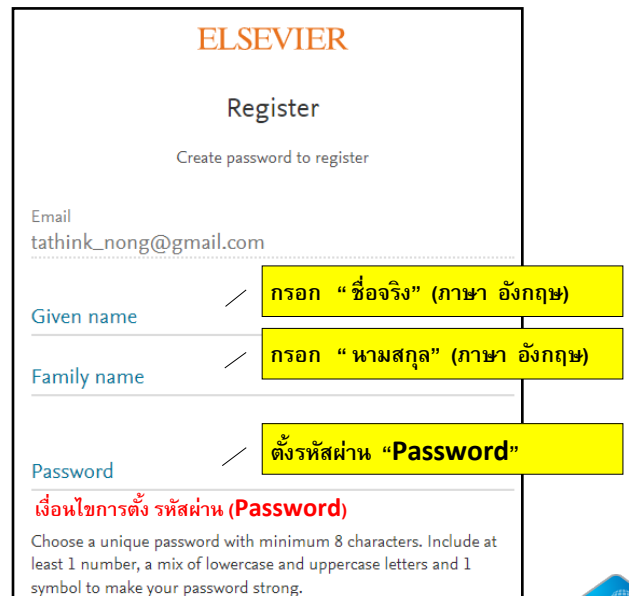 ELSEVIER
Register
Create password to register
Email
tathink_nong@gmail.com
กรอก “ ชื่อจริง” (ภาษา อังกฤษ)
Given name
กรอก “ นามสกุล” (ภาษา อังกฤษ)
Family name
ตั้งรหัสผ่าน “Password”
Password
เงื่อนไขการตั้ง รหัสผ่าน (Password)
Choose a unique password with minimum 8 characters. Include at
least 1 number, a mix of lowercase and uppercase letters and 1
symbol to make your password strong.